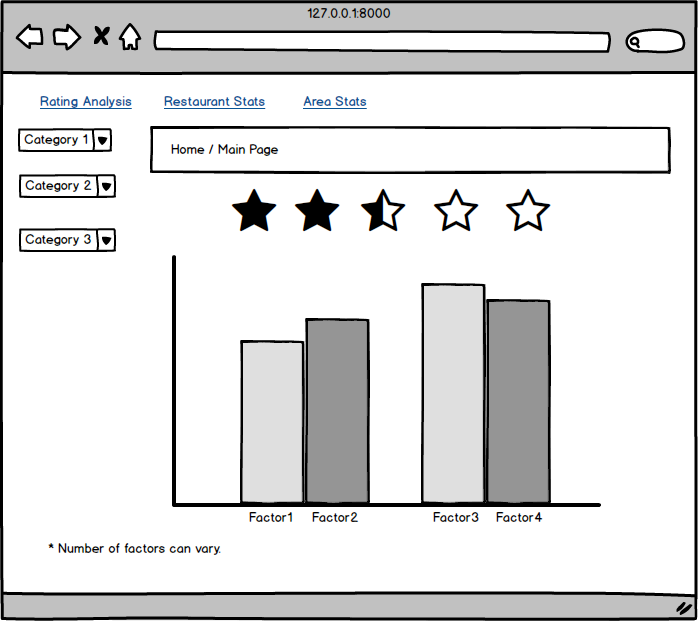 127.0.0.1:8000
Rating Analysis Restaurant Stats Area Stats
Category 1
Home / Main Page
Category 2
Category 3
Factor1 Factor2 Factor3 Factor4
* Number of factors can vary.